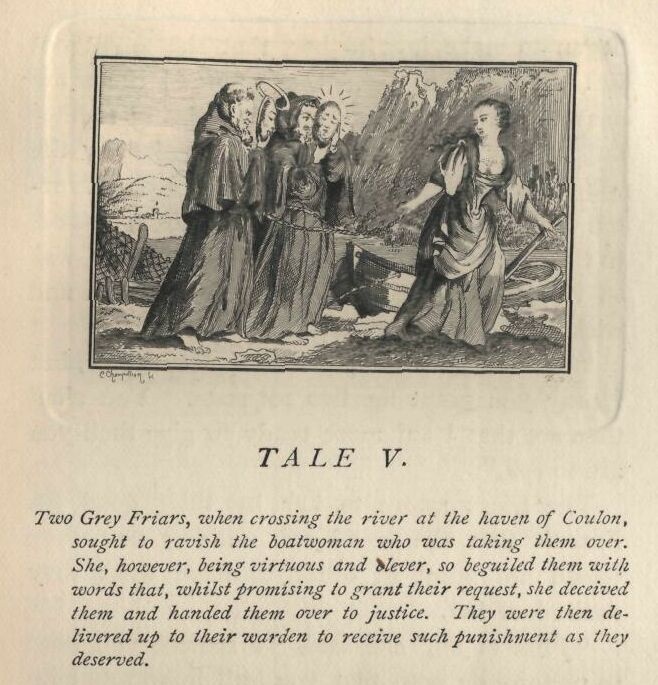 TALE V.
Two Grey Friars, when crossing the river at the haven of Coulon,
sought to ravish the boatwoman who was taking them over.
She, however, being virtuous and clever, so beguiled them with
words that, whilst promising to grant their request, she deceived
them and handed them over to justice. They were then de-
livered up to their warden to receive such punishment as they
deserved.